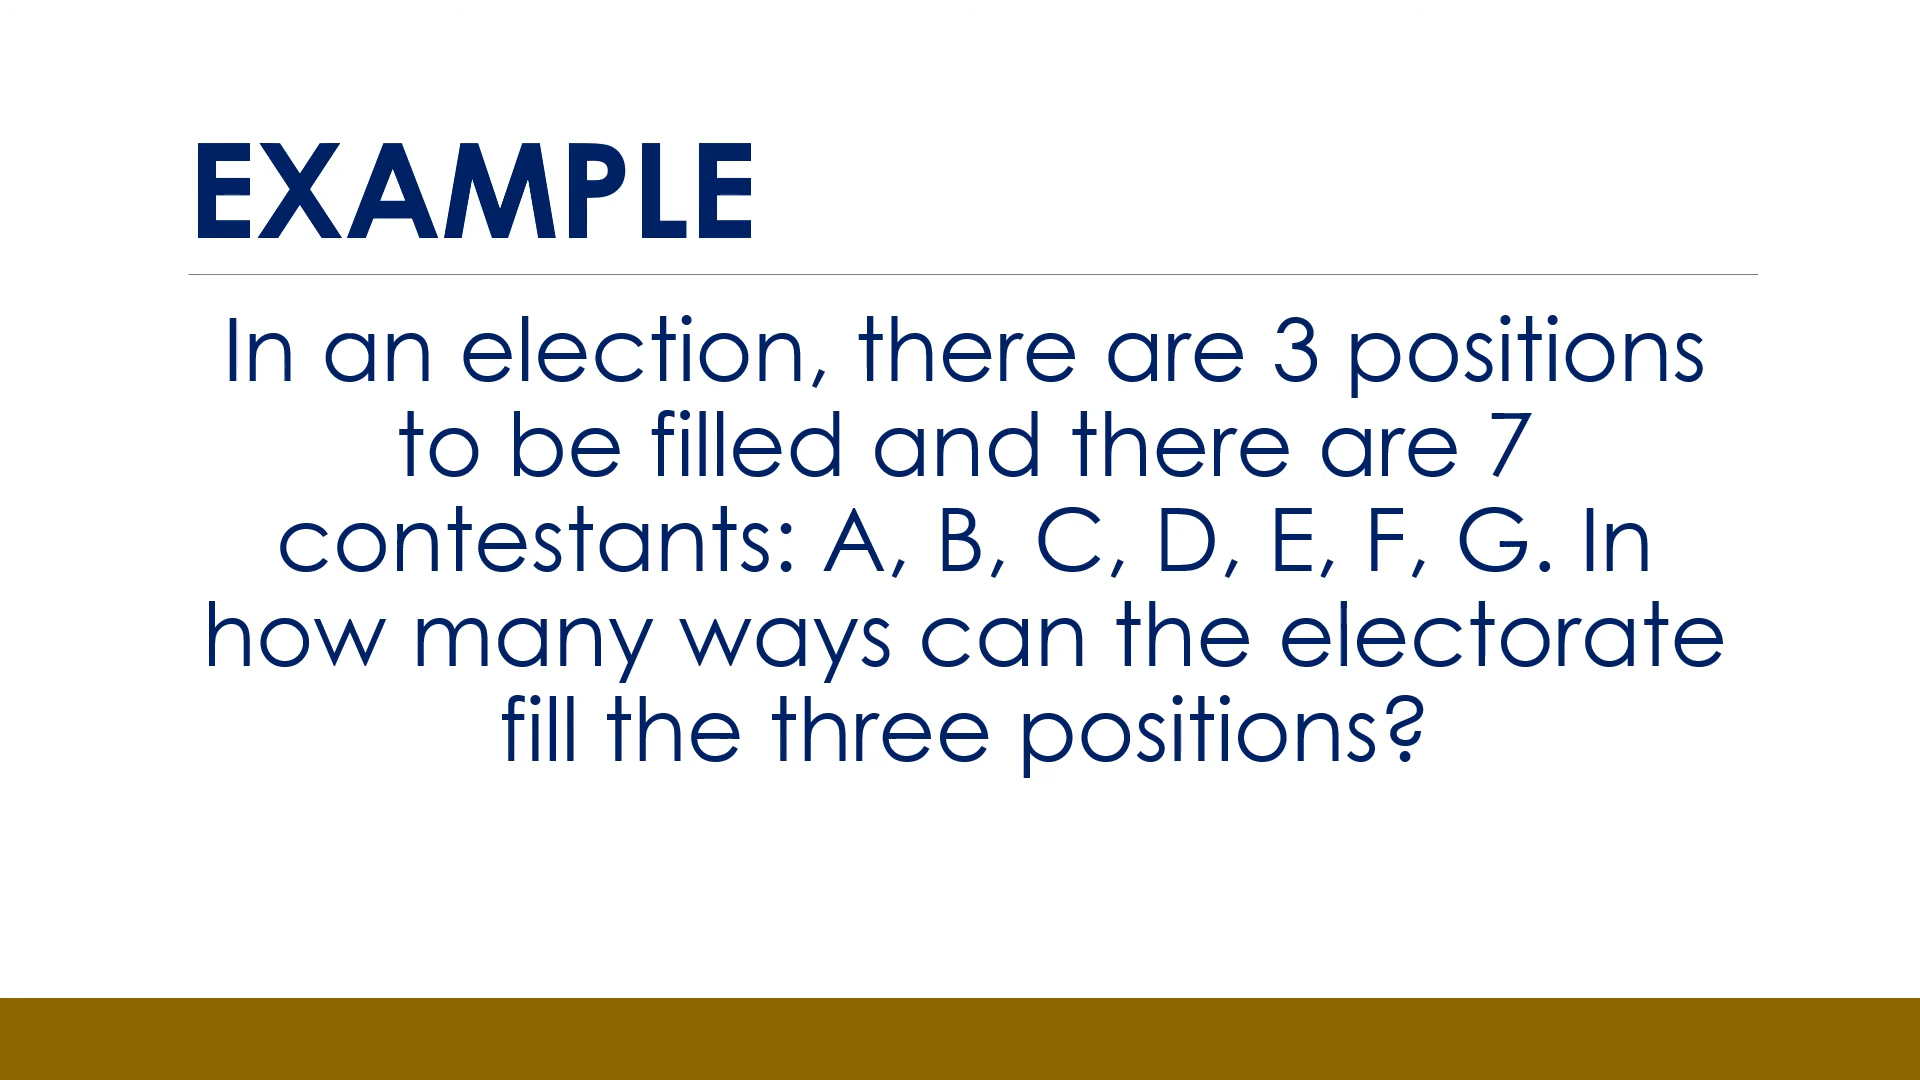 EXAMPLE
In an election, there are 3 positions
to be filled and there are 7
contestants: A, B, C, D, E, F, G. In
how many ways can the electorate
fill the three positions?